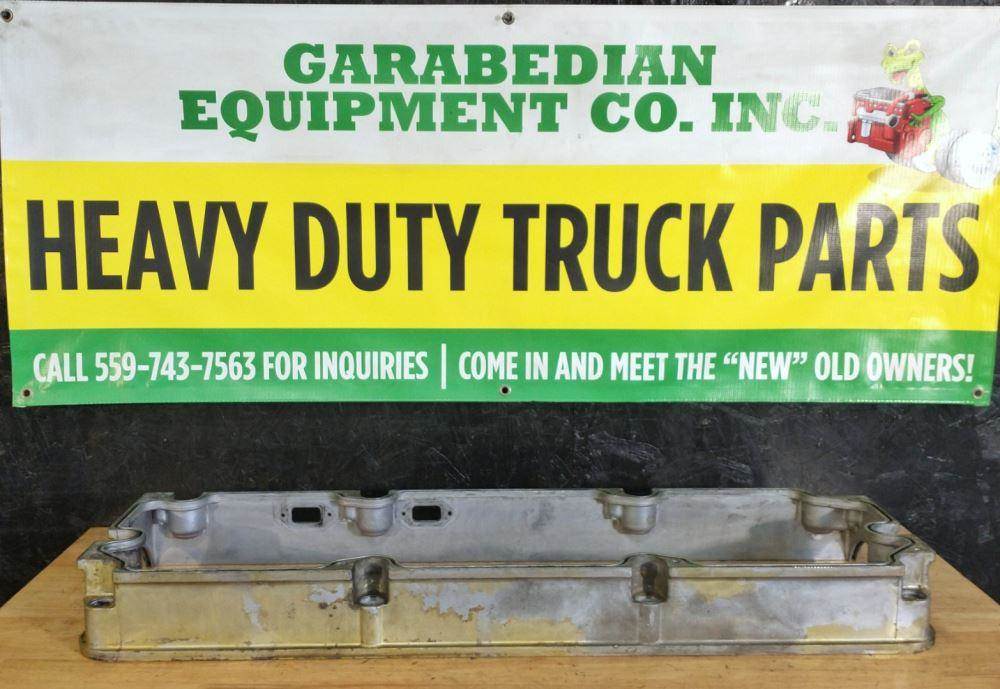 GARABEDIAN
EQUIPMENT CO. INC.
HEAVY DUTY TRUCK PARTS
CALL 559-743-7563 FOR INQUIRIES | COME IN AND MEET THE “NEW” OLD OWNERS!